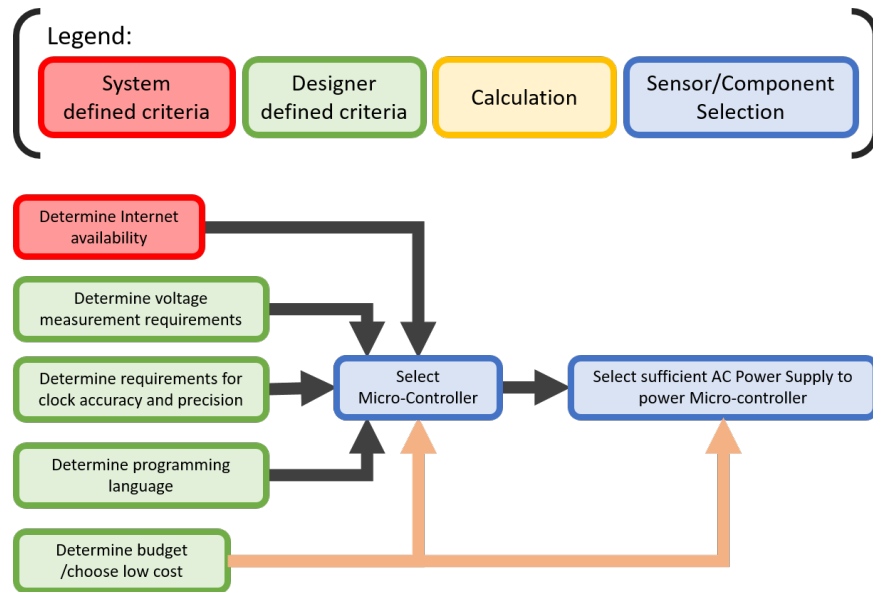 Legend:
System
defined criteria
Designer
defined criteria
Calculation
Sensor/Component
Selection
Determine Internet
availability
Determine voltage
measurement requirements
Determine requirements for
clock accuracy and precision
Determine programming
language
Determine budget
/choose low cost
Select
Micro-Controller
Select sufficient AC Power Supply to
power Micro-controller